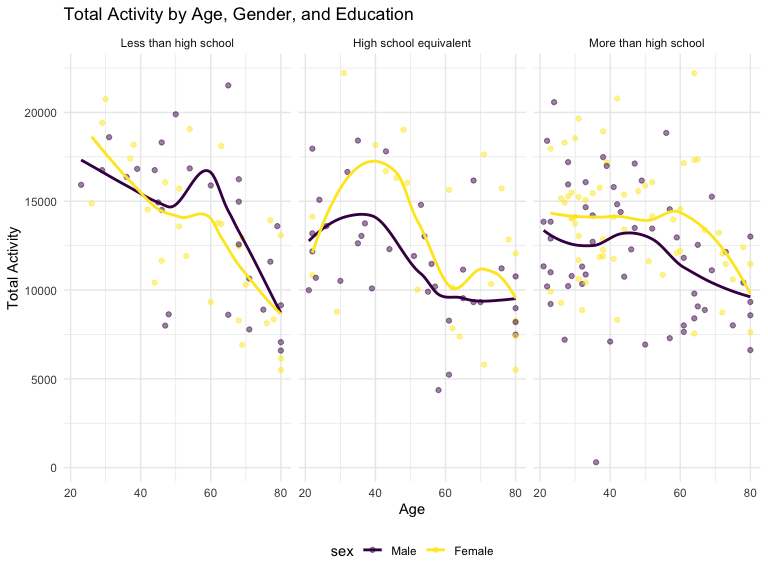 Total Activity by Age, Gender, and Education
Less than high school
High school equivalent
More than high school
Total Activity
20000
15000
10000
5000
0
20 40 60 80
20 40 60 80
20 40 60 80
Age
sex Male Female